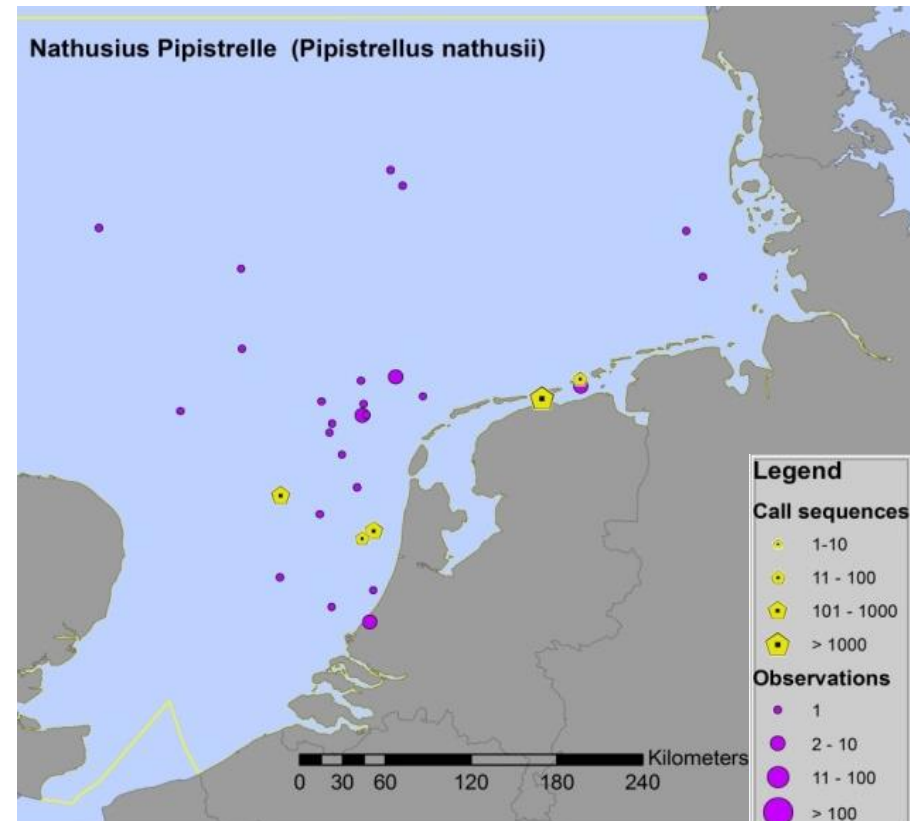 Nathusius Pipistrelle (Pipistrellus nathusii)
Legend
Call sequences
1-10
11 - 100
101 - 1000
> 1000
Observations
1
2 - 10
11 - 100
> 100
Kilometers
0 30 60 120 180 240